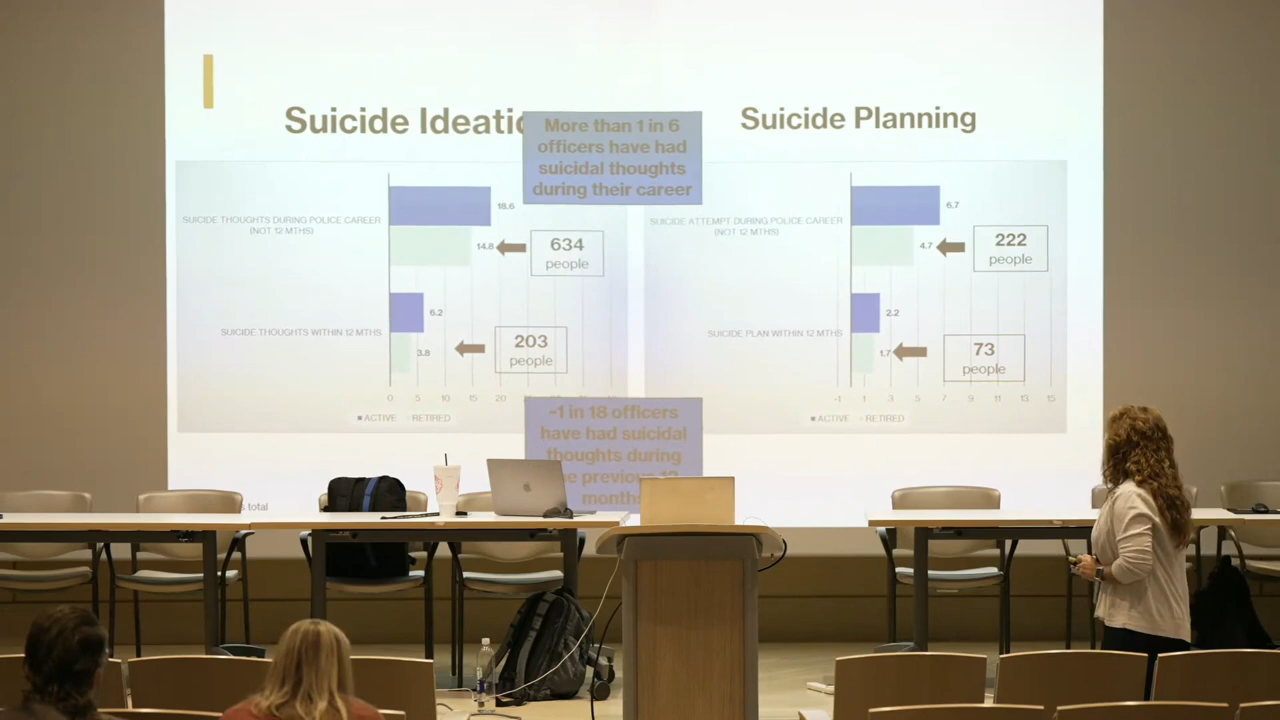 Suicide Ideatio
Suicide Planning
More than 1 in 6
officers have had
suicidal thoughts
during their career
SUICIDE THOUGHTS DURING POLICE CAREER
(NOT 12 MTHS)
18.6
14.8
634
people
SUICIDE THOUGHTS WITHIN 12 MTHS
6.2
3.8
203
people
0 5 10 15 20
ACTIVE RETIRED
SUICIDE ATTEMPT DURING POLICE CAREER
(NOT 12 MTHS)
6.7
4.7
222
people
SUICIDE PLAN WITHIN 12 MTHS
2.2
1.7
73
people
-1 1 3 5 7 9 11 13 15
ACTIVE RETIRED
~1 in 18 officers
have had suicidal
thoughts during
previous
months
total